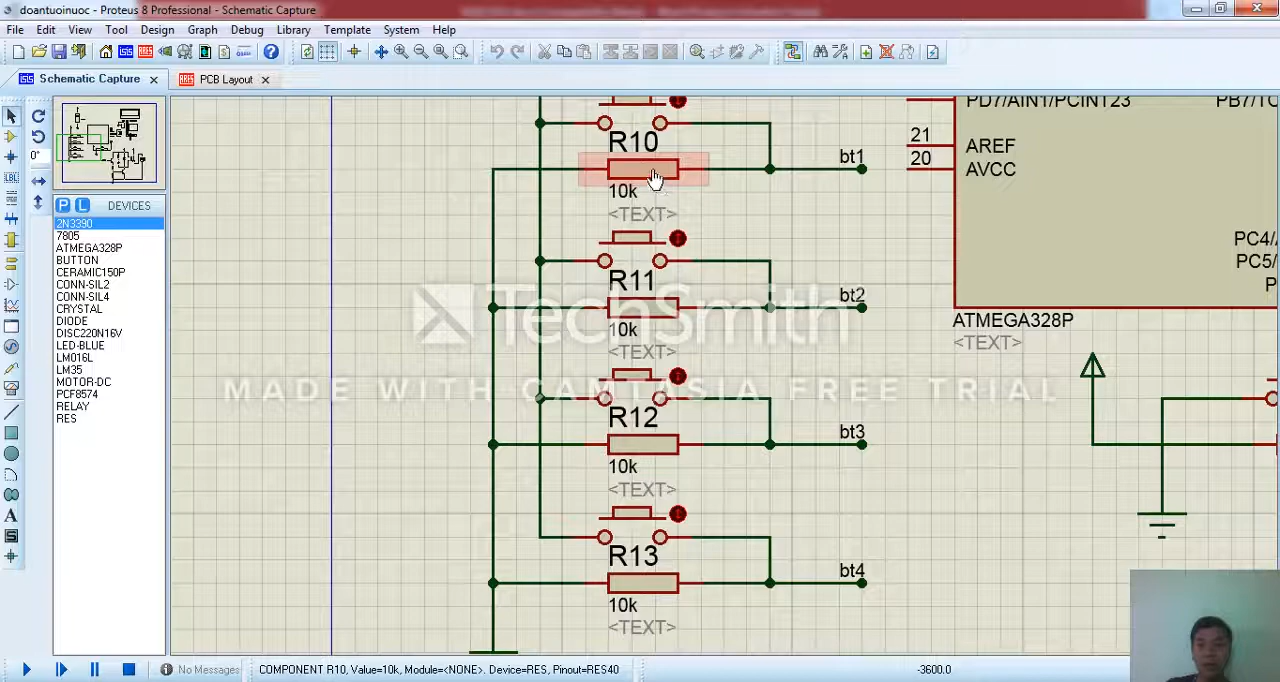 doantuoinuoc - Proteus 8 Professional - Schematic Capture
File Edit View Tool Design Graph Debug Library Template System Help
Schematic Capture
PCB Layout
0°
P L DEVICES
2N3390
7805
ATMEGA328P
BUTTON
CERAMIC150P
CONN-SIL2
CONN-SIL4
CRYSTAL
DIODE
DISC220N16V
LED-BLUE
LM016L
LM35
MOTOR-DC
PCF8574
RELAY
RES
R10
10k
<TEXT>
bt1
R11
10k
<TEXT>
bt2
R12
10k
<TEXT>
bt3
R13
10k
<TEXT>
bt4
PD7/AIN1/PCINT23
21
AREF
20
AVCC
PC4/
PC5/
ATMEGA328P
<TEXT>
TechSmith
MADE WITH CAMTASIA FREE TRIAL
No Messages
COMPONENT R10, Value=10k, Module=<NONE>. Device=RES, Pinout=RES40
-3600.0